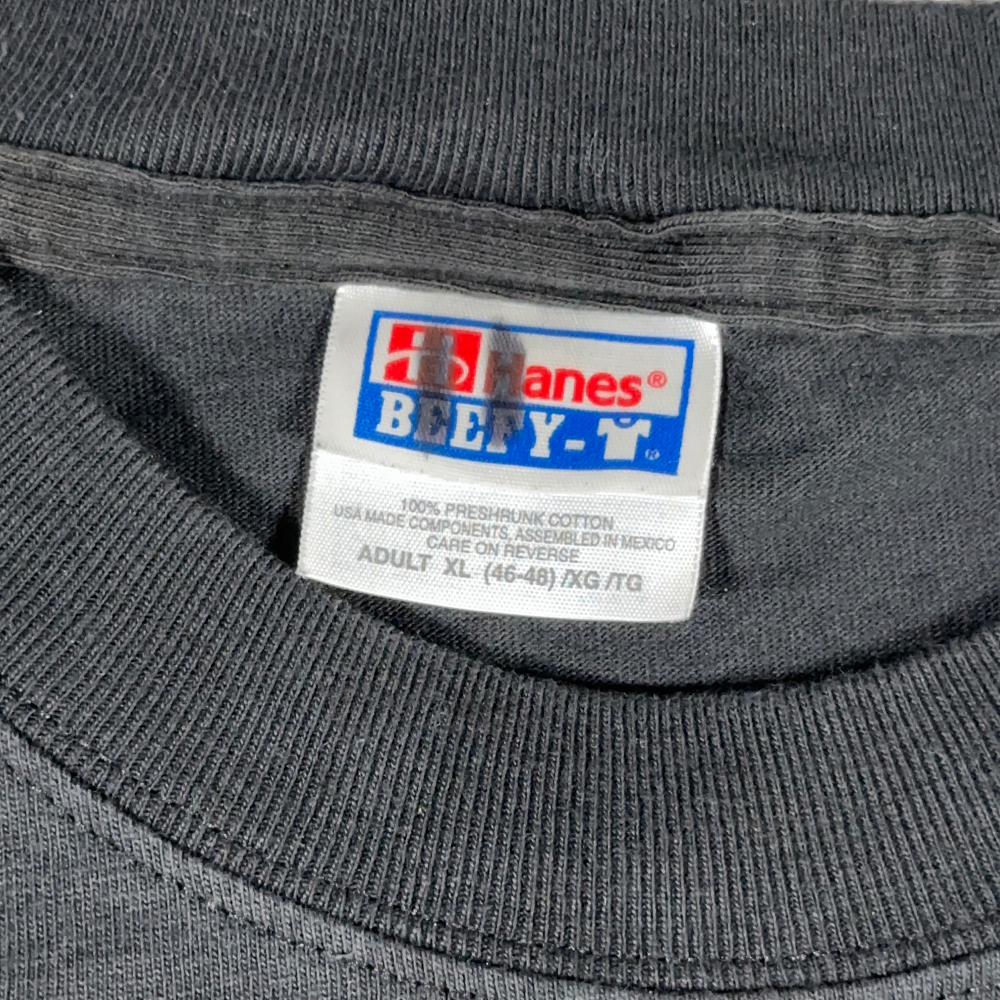 Hanes®
BEEFY-T®
100% PRESHRUNK COTTON
USA MADE COMPONENTS, ASSEMBLED IN MEXICO
CARE ON REVERSE
ADULT XL (46-48) /XG /TG